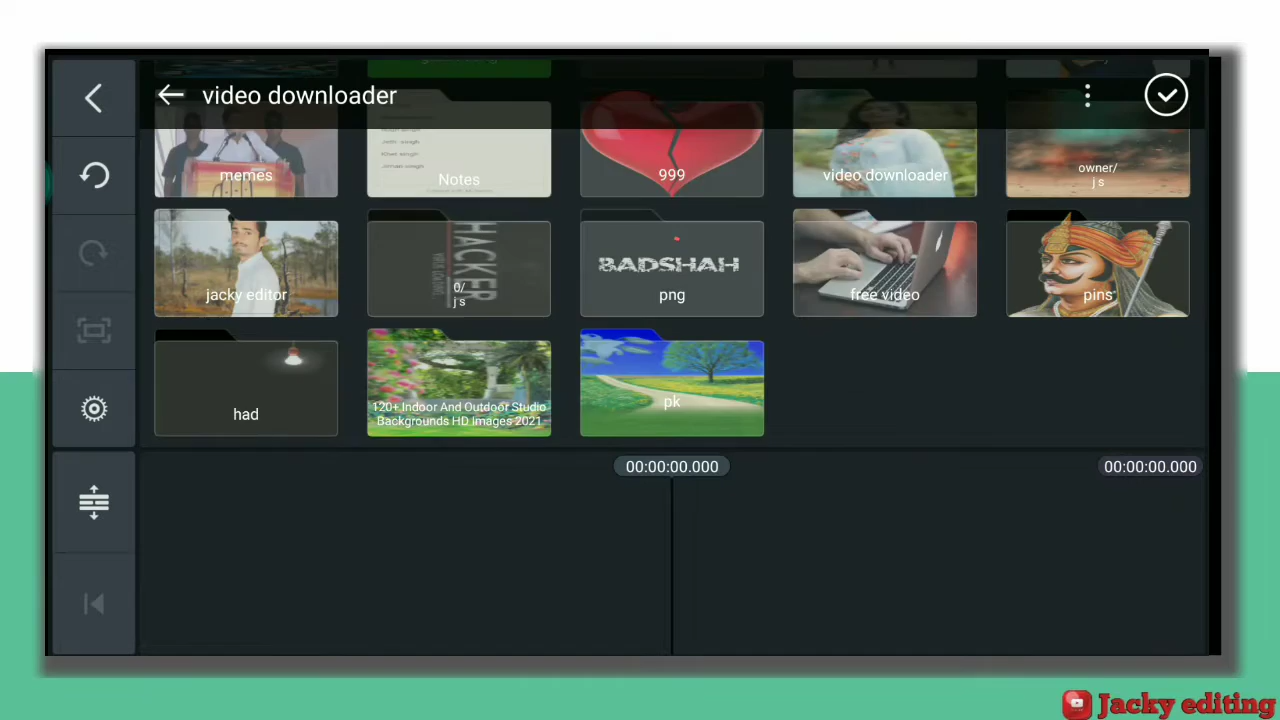 video downloader
memes
Notes
999
video downloader
owner/
j s
jacky editor
HACKER
0/
j s
BADSHAH
png
free video
pins
had
120+ Indoor And Outdoor Studio
Backgrounds HD Images 2021
pk
00:00:00.000
00:00:00.000
Jacky editing